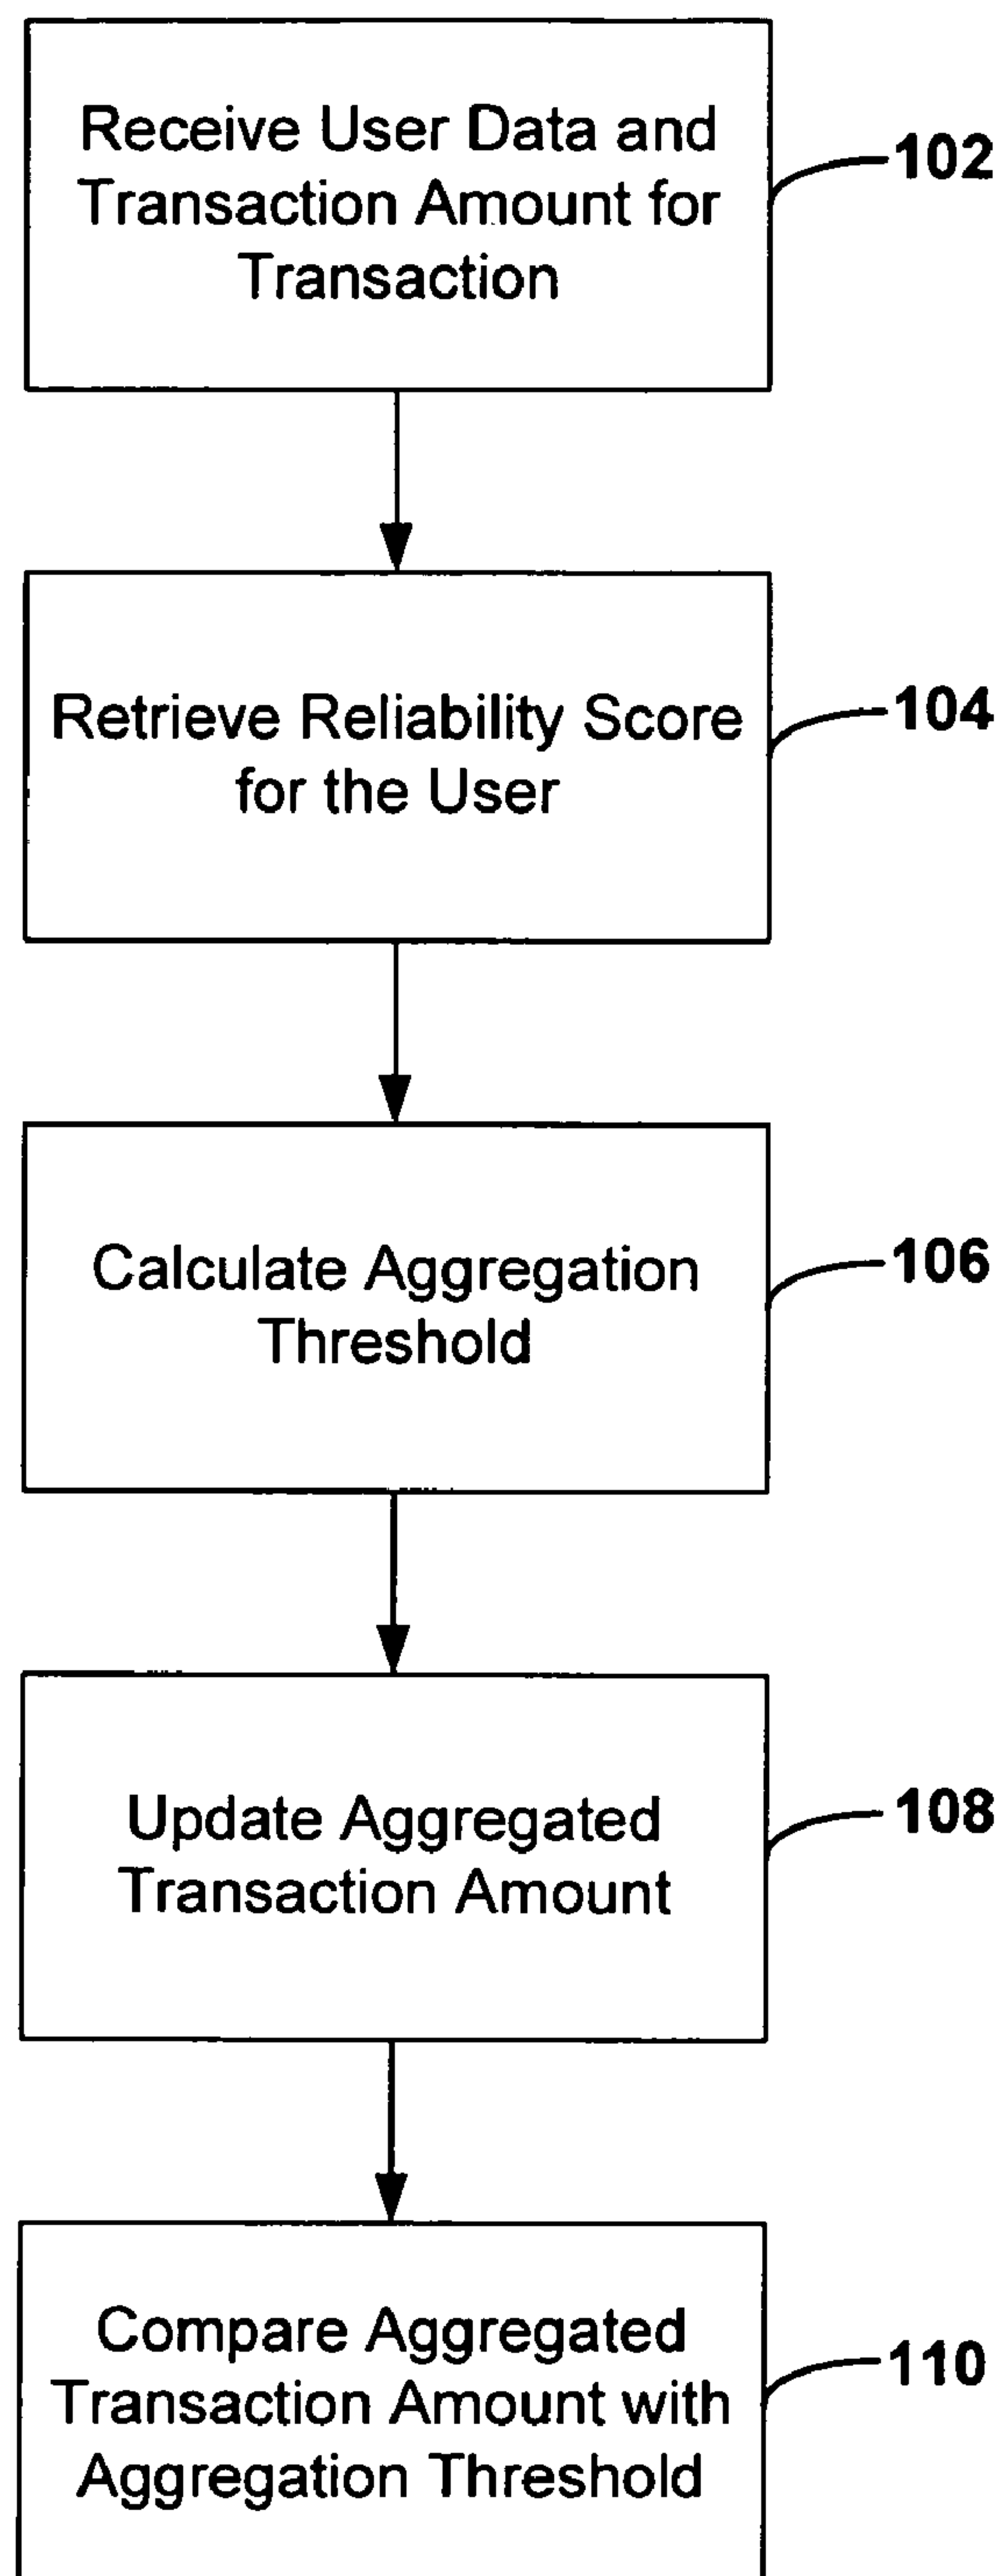 Receive User Data and
Transaction Amount for
Transaction
102
Retrieve Reliability Score
for the User
104
Calculate Aggregation
Threshold
106
Update Aggregated
Transaction Amount
108
Compare Aggregated
Transaction Amount with
Aggregation Threshold
110